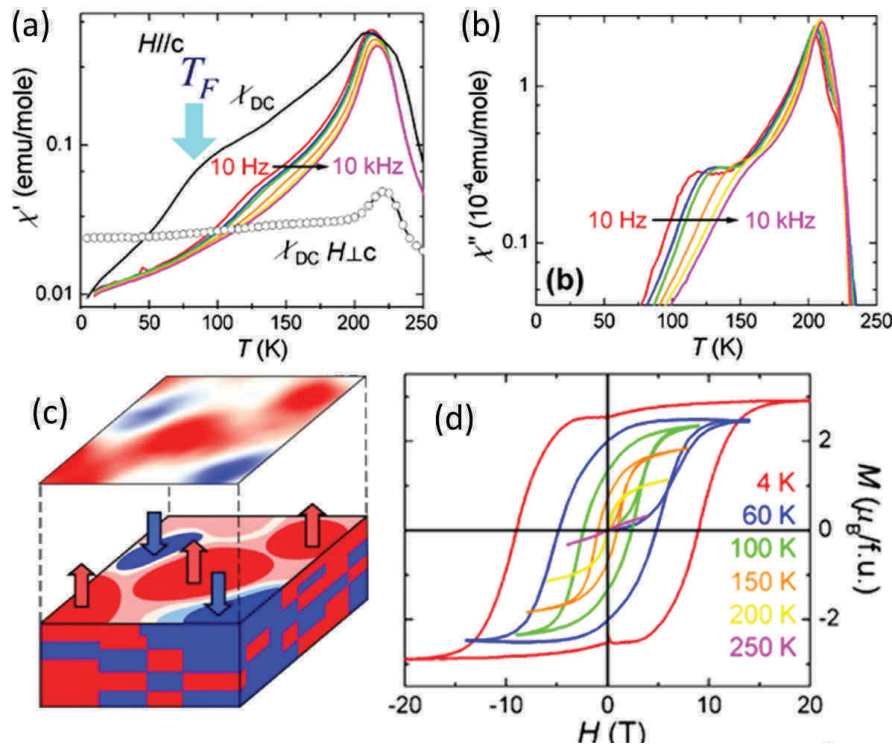 (a)
H//c
T_F
χ_DC
10 Hz
10 kHz
χ_DC H⊥c
χ' (emu/mole)
0.1
0.01
0 50 100 150 200 250
T (K)
(b)
10 Hz
10 kHz
(b)
χ'' (10⁻⁴emu/mole)
1
0.1
0 50 100 150 200 250
T (K)
(c)
(d)
4 K
60 K
100 K
150 K
200 K
250 K
M (μ_B/f.u.)
2
0
-2
-20 -10 0 10 20
H (T)